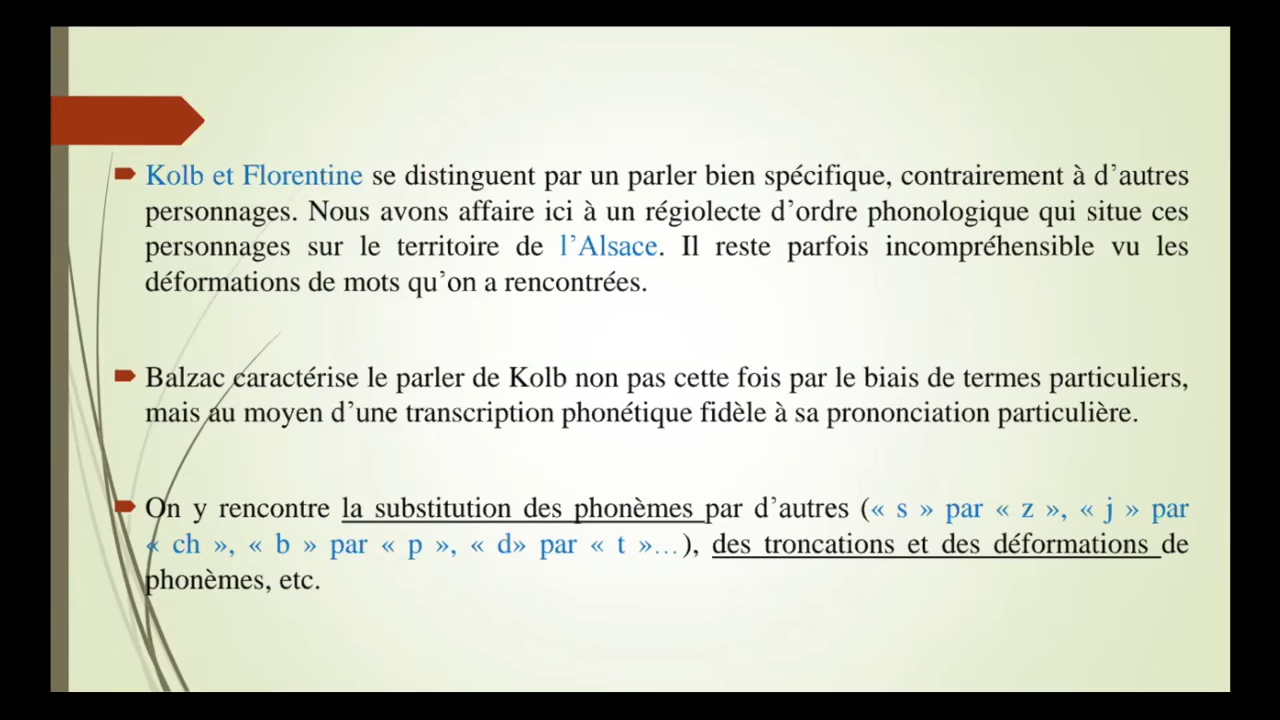 Kolb et Florentine se distinguent par un parler bien spécifique, contrairement à d’autres
personnages. Nous avons affaire ici à un régiolecte d’ordre phonologique qui situe ces
personnages sur le territoire de l’Alsace. Il reste parfois incompréhensible vu les
déformations de mots qu’on a rencontrées.
Balzac caractérise le parler de Kolb non pas cette fois par le biais de termes particuliers,
mais au moyen d’une transcription phonétique fidèle à sa prononciation particulière.
On y rencontre la substitution des phonèmes par d’autres (« s » par « z », « j » par
« ch », « b » par « p », « d» par « t »…), des troncations et des déformations de
phonèmes, etc.